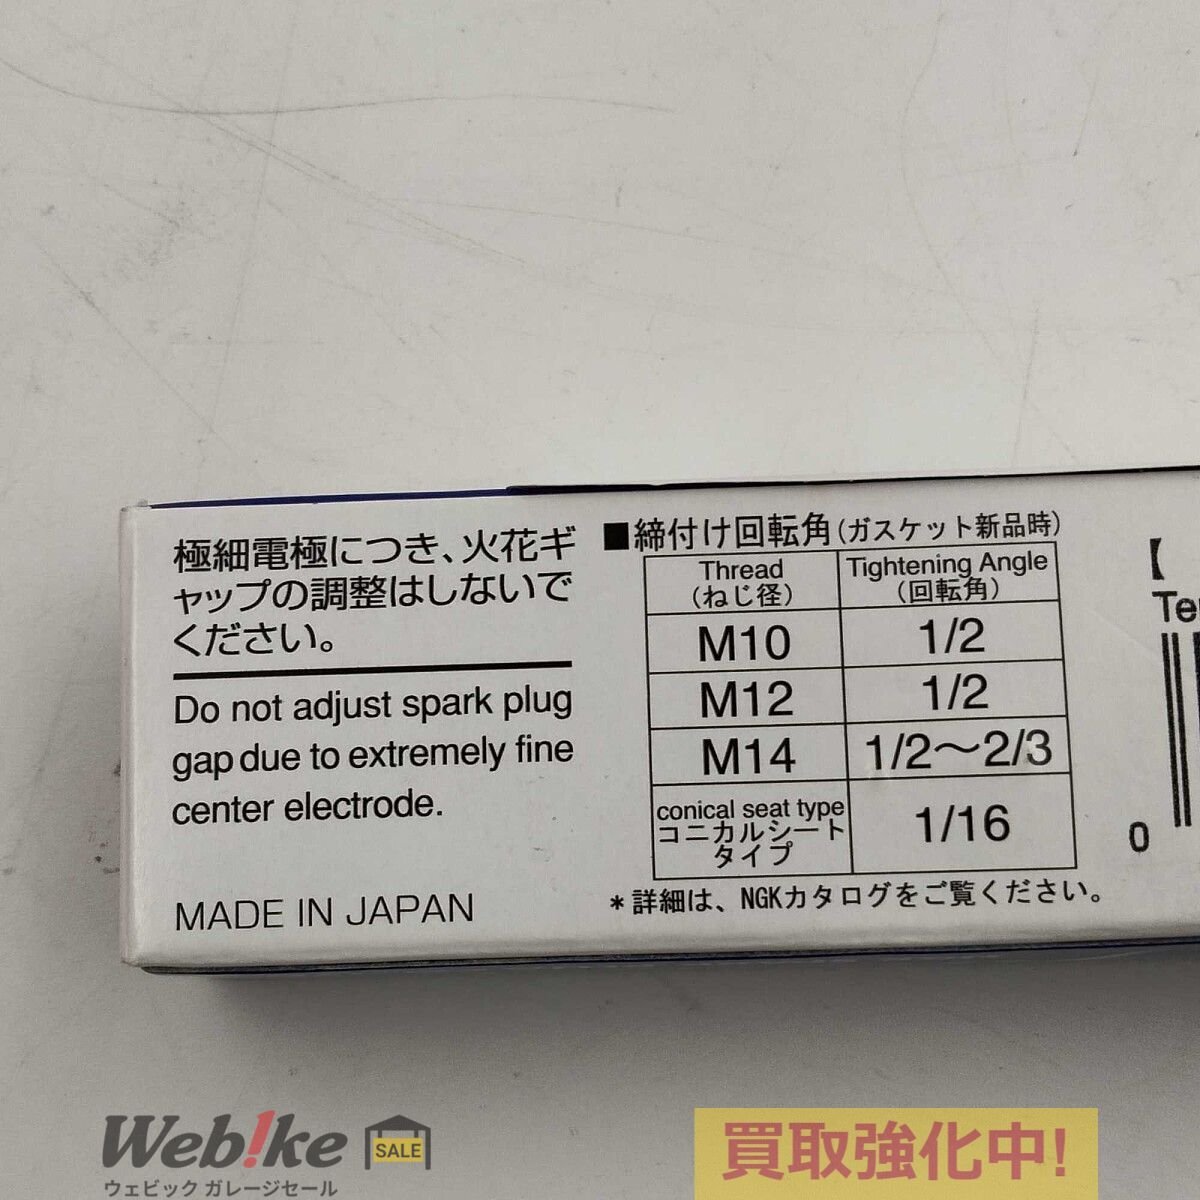 極細電極につき、火花ギ
ャップの調整はしないで
ください。
Do not adjust spark plug
gap due to extremely fine
center electrode.
MADE IN JAPAN
■締付け回転角(ガスケット新品時)
Thread Tightening Angle
(ねじ径) (回転角)
M10 1/2
M12 1/2
M14 1/2〜2/3
conical seat type
コニカルシート
タイプ 1/16
*詳細は、NGKカタログをご覧ください。
【
0
Web!ke SALE
ウェビック ガレージセール
買取強化中!